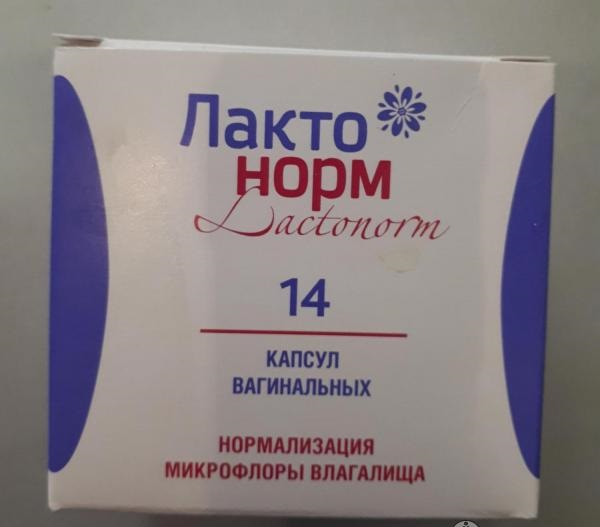 Лакто
норм
Lactonorm
14
КАПСУЛ
ВАГИНАЛЬНЫХ
НОРМАЛИЗАЦИЯ
МИКРОФЛОРЫ ВЛАГАЛИЩА